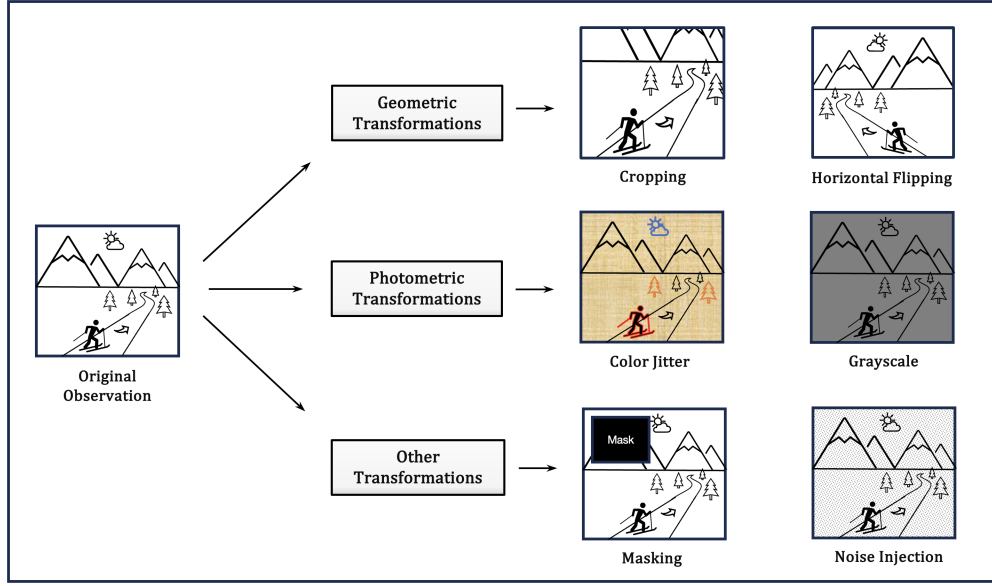 Original
Observation
Geometric
Transformations
Cropping
Horizontal Flipping
Photometric
Transformations
Color Jitter
Grayscale
Other
Transformations
Mask
Masking
Noise Injection